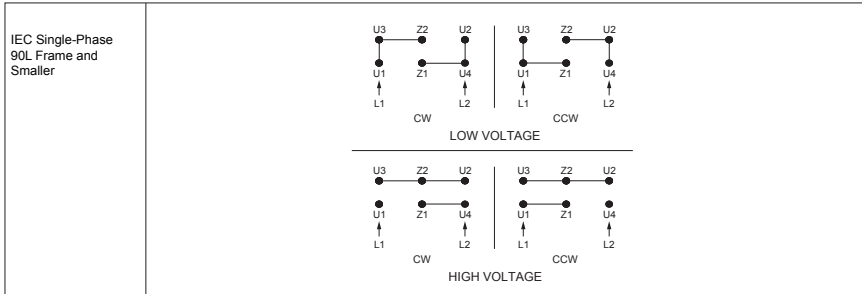 IEC Single-Phase
90L Frame and
Smaller
U3 Z2 U2 U3 Z2 U2
U1 Z1 U4 U1 Z1 U4
L1 L2 L1 L2
CW CCW
LOW VOLTAGE
U3 Z2 U2 U3 Z2 U2
U1 Z1 U4 U1 Z1 U4
L1 L2 L1 L2
CW CCW
HIGH VOLTAGE